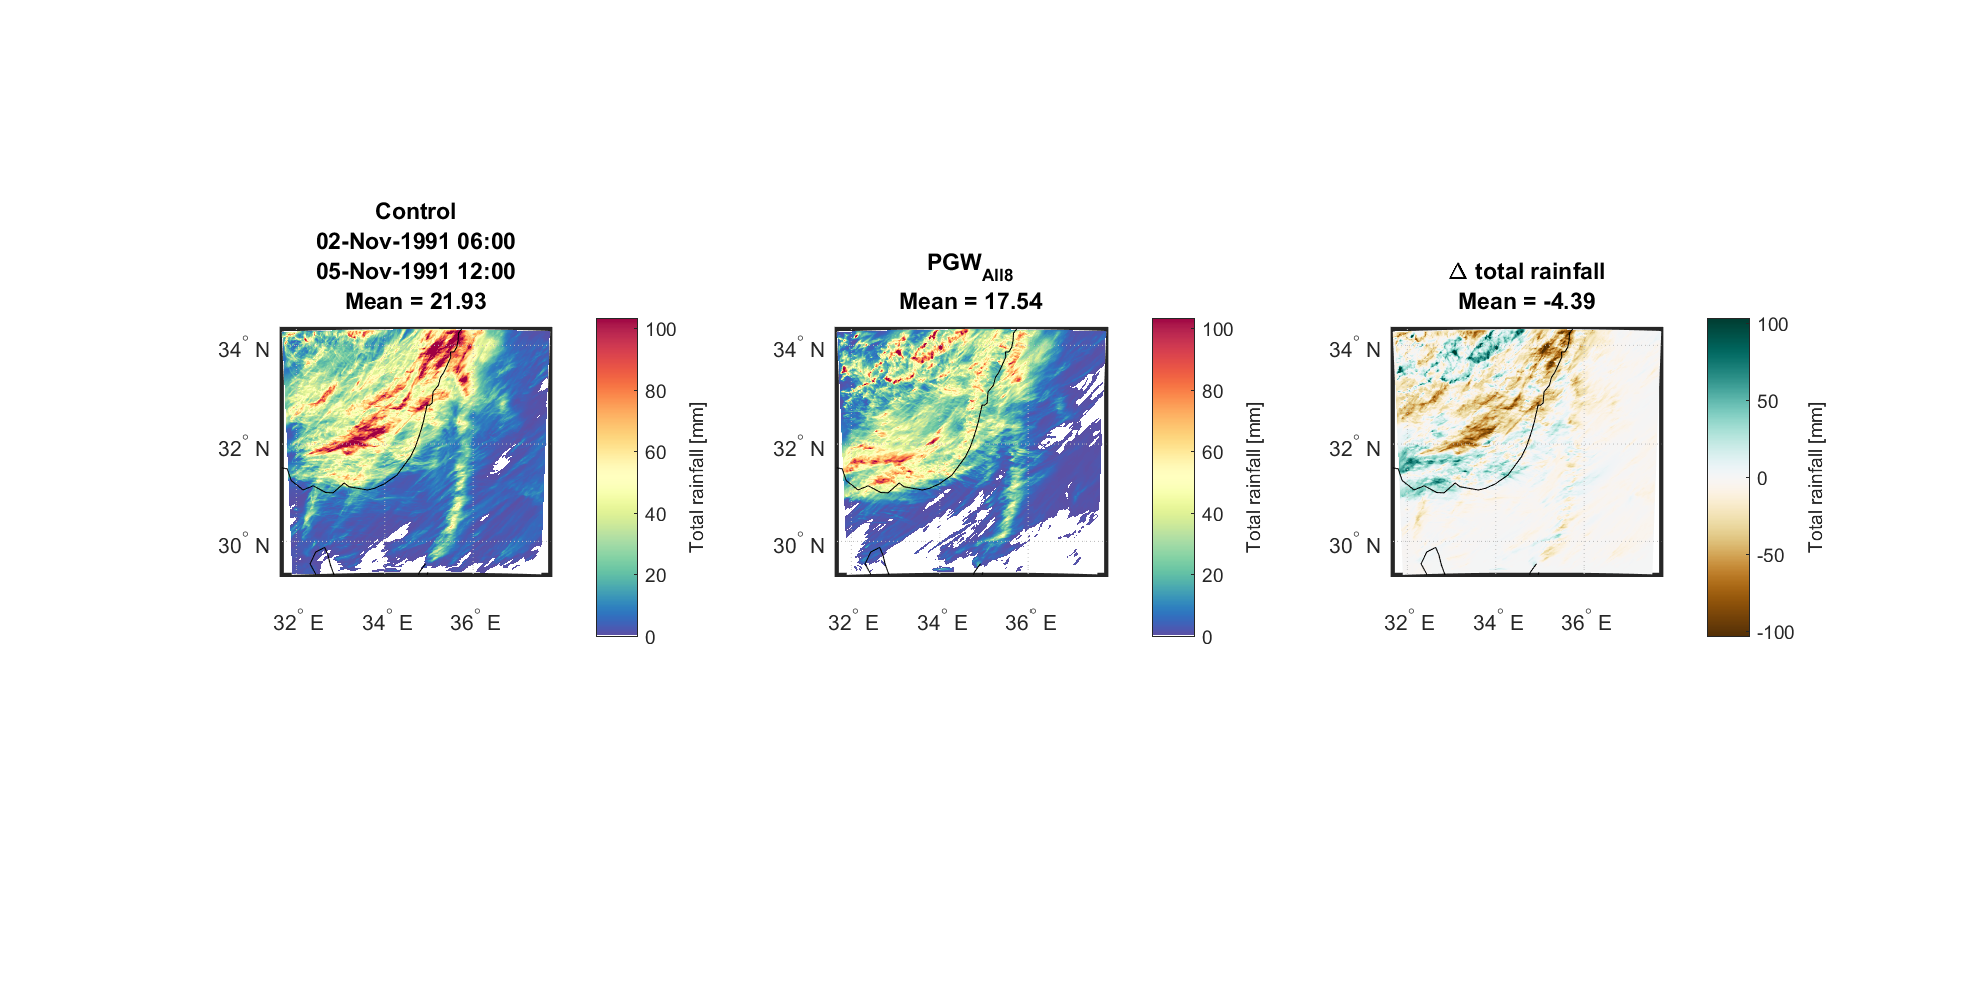 Control
02-Nov-1991 06:00
05-Nov-1991 12:00
Mean = 21.93
34° N
32° N
30° N
32° E 34° E 36° E
100
80
60
40
20
0
Total rainfall [mm]
PGW_All8
Mean = 17.54
34° N
32° N
30° N
32° E 34° E 36° E
100
80
60
40
20
0
Total rainfall [mm]
Δ total rainfall
Mean = -4.39
34° N
32° N
30° N
32° E 34° E 36° E
100
50
0
-50
-100
Total rainfall [mm]